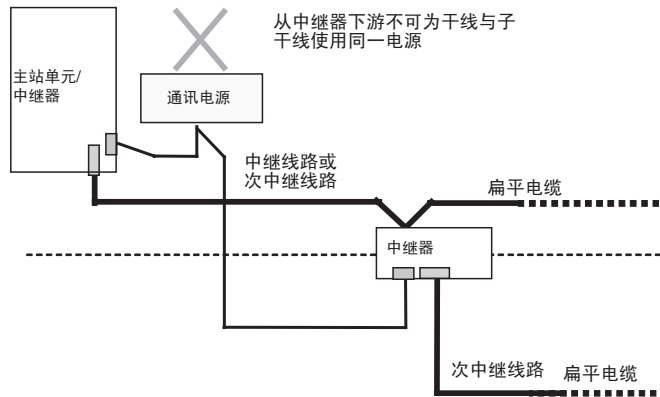 从中继器下游不可为干线与子
干线使用同一电源
主站单元/
中继器
通讯电源
中继线路或
次中继线路
扁平电缆
中继器
次中继线路
扁平电缆